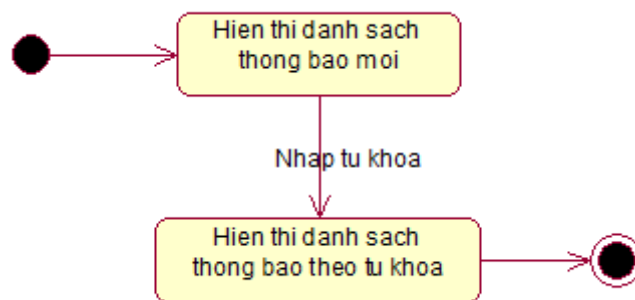 Hien thi danh sach
thong bao moi
Nhap tu khoa
Hien thi danh sach
thong bao theo tu khoa